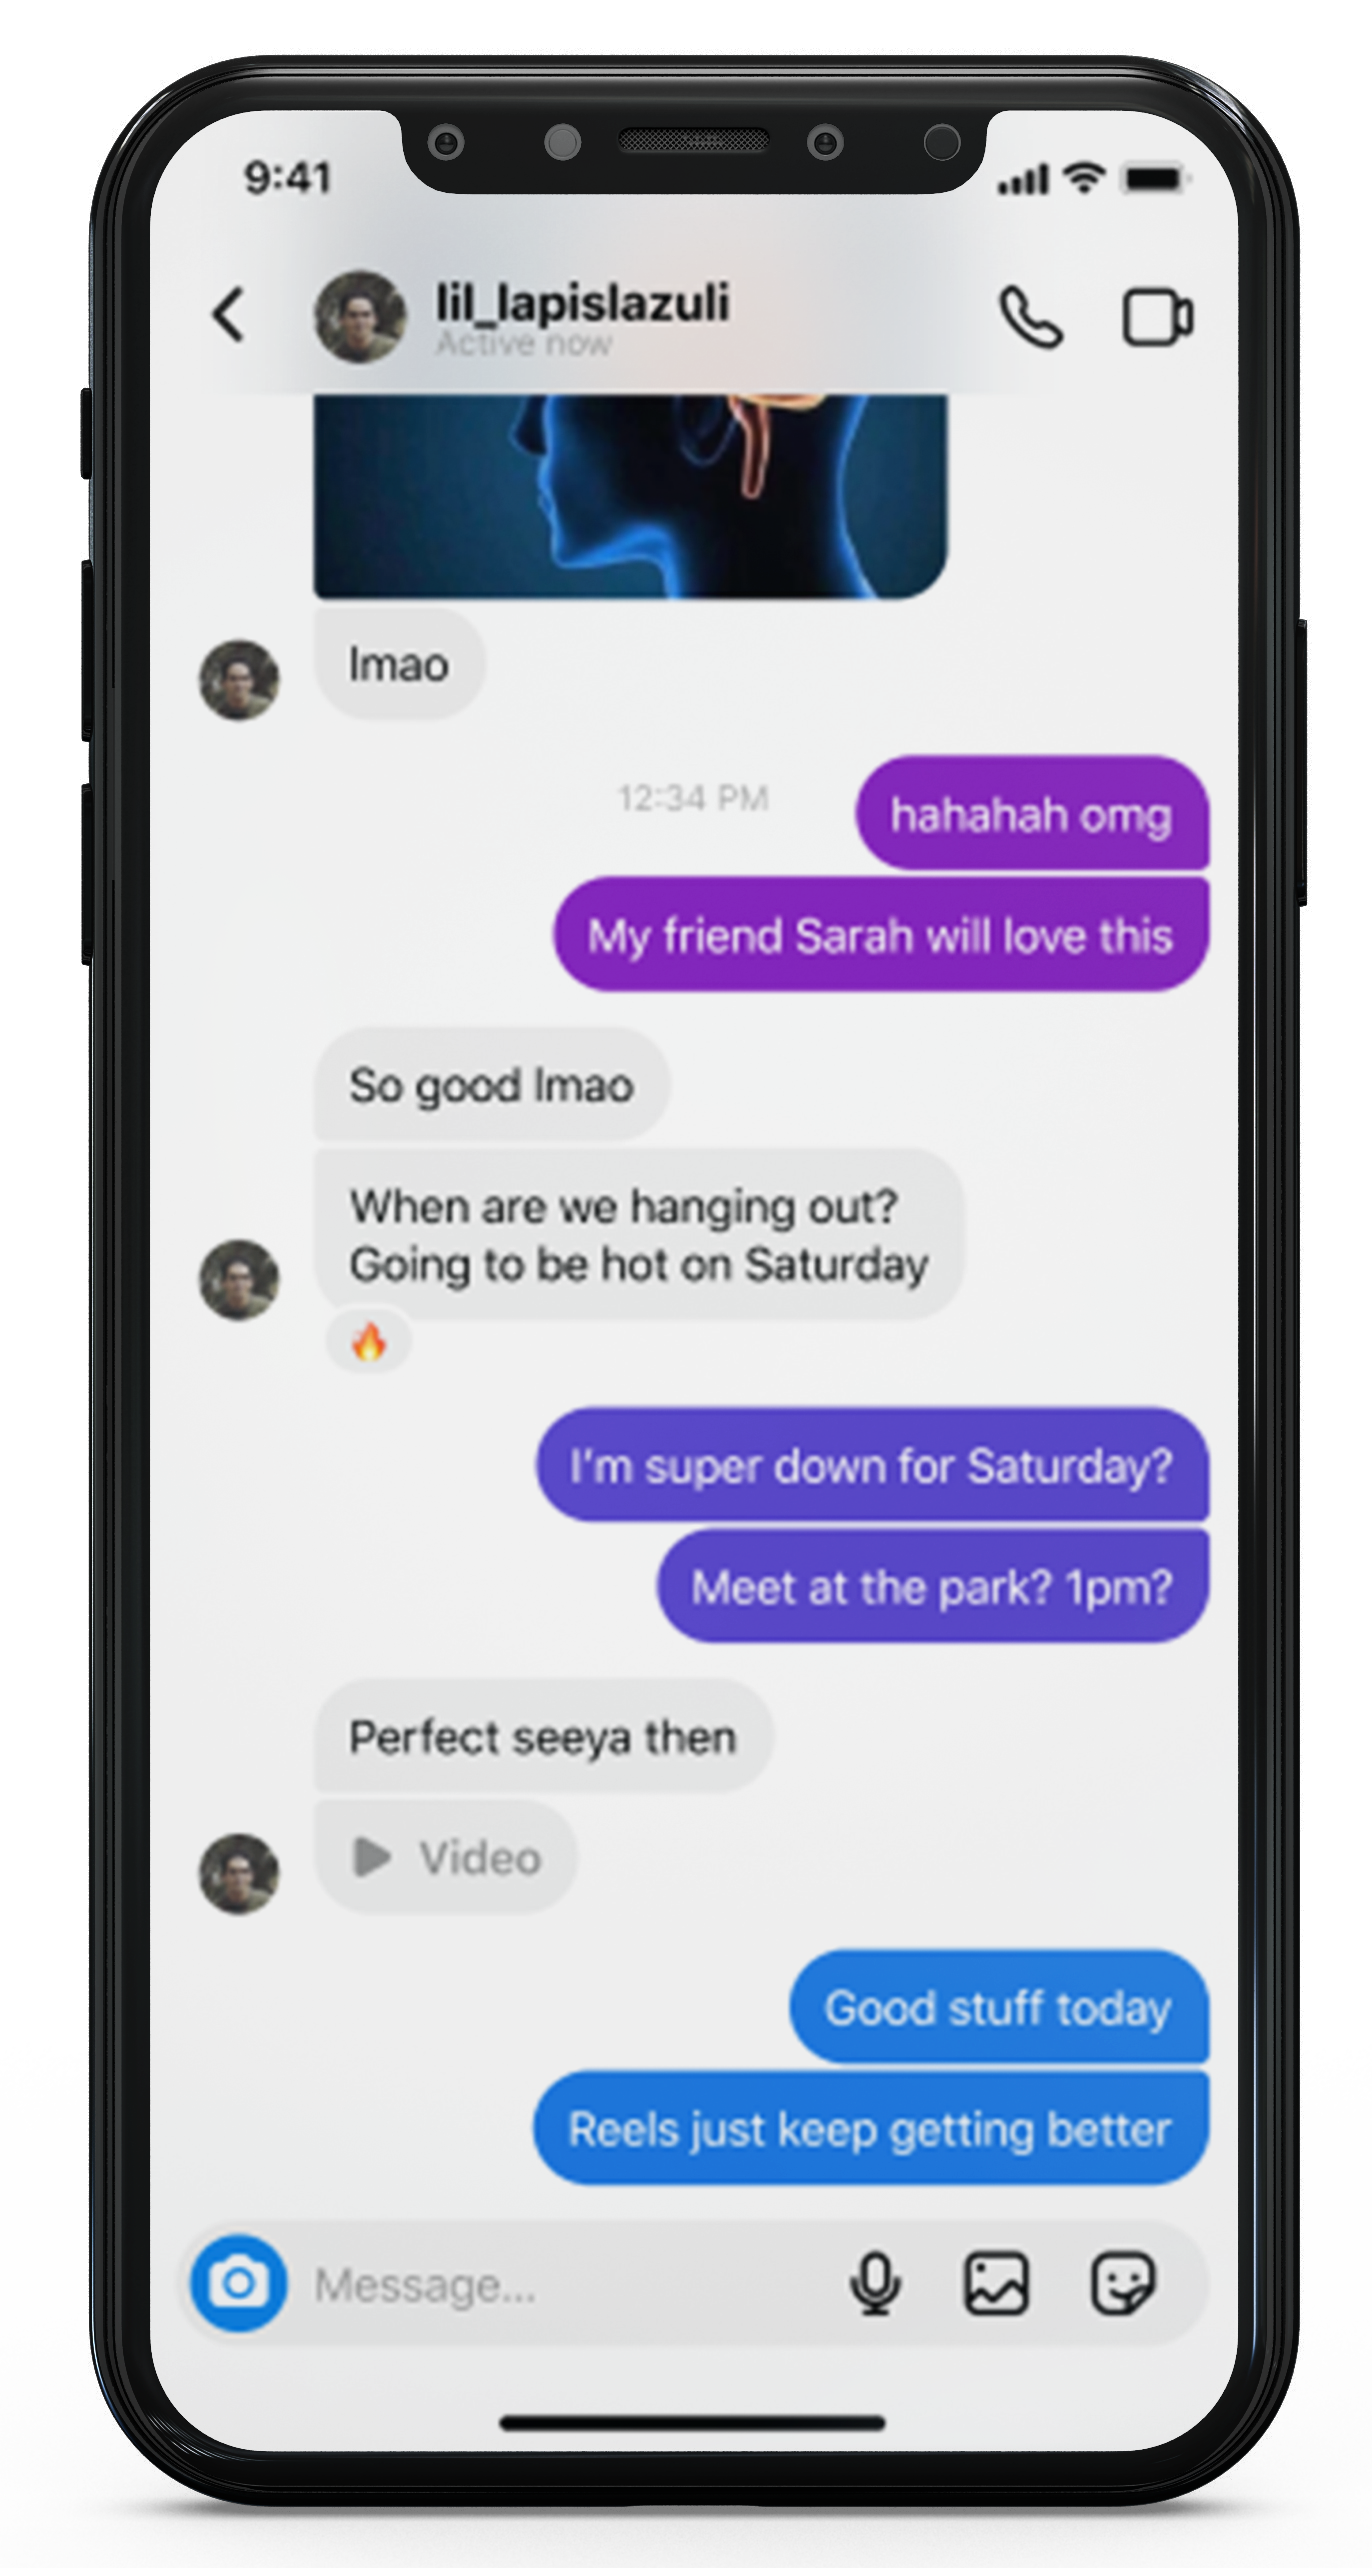 9:41
lil_lapislazuli
Active now
lmao
12:34 PM
hahahah omg
My friend Sarah will love this
So good lmao
When are we hanging out?
Going to be hot on Saturday
I'm super down for Saturday?
Meet at the park? 1pm?
Perfect seeya then
Video
Good stuff today
Reels just keep getting better
Message...